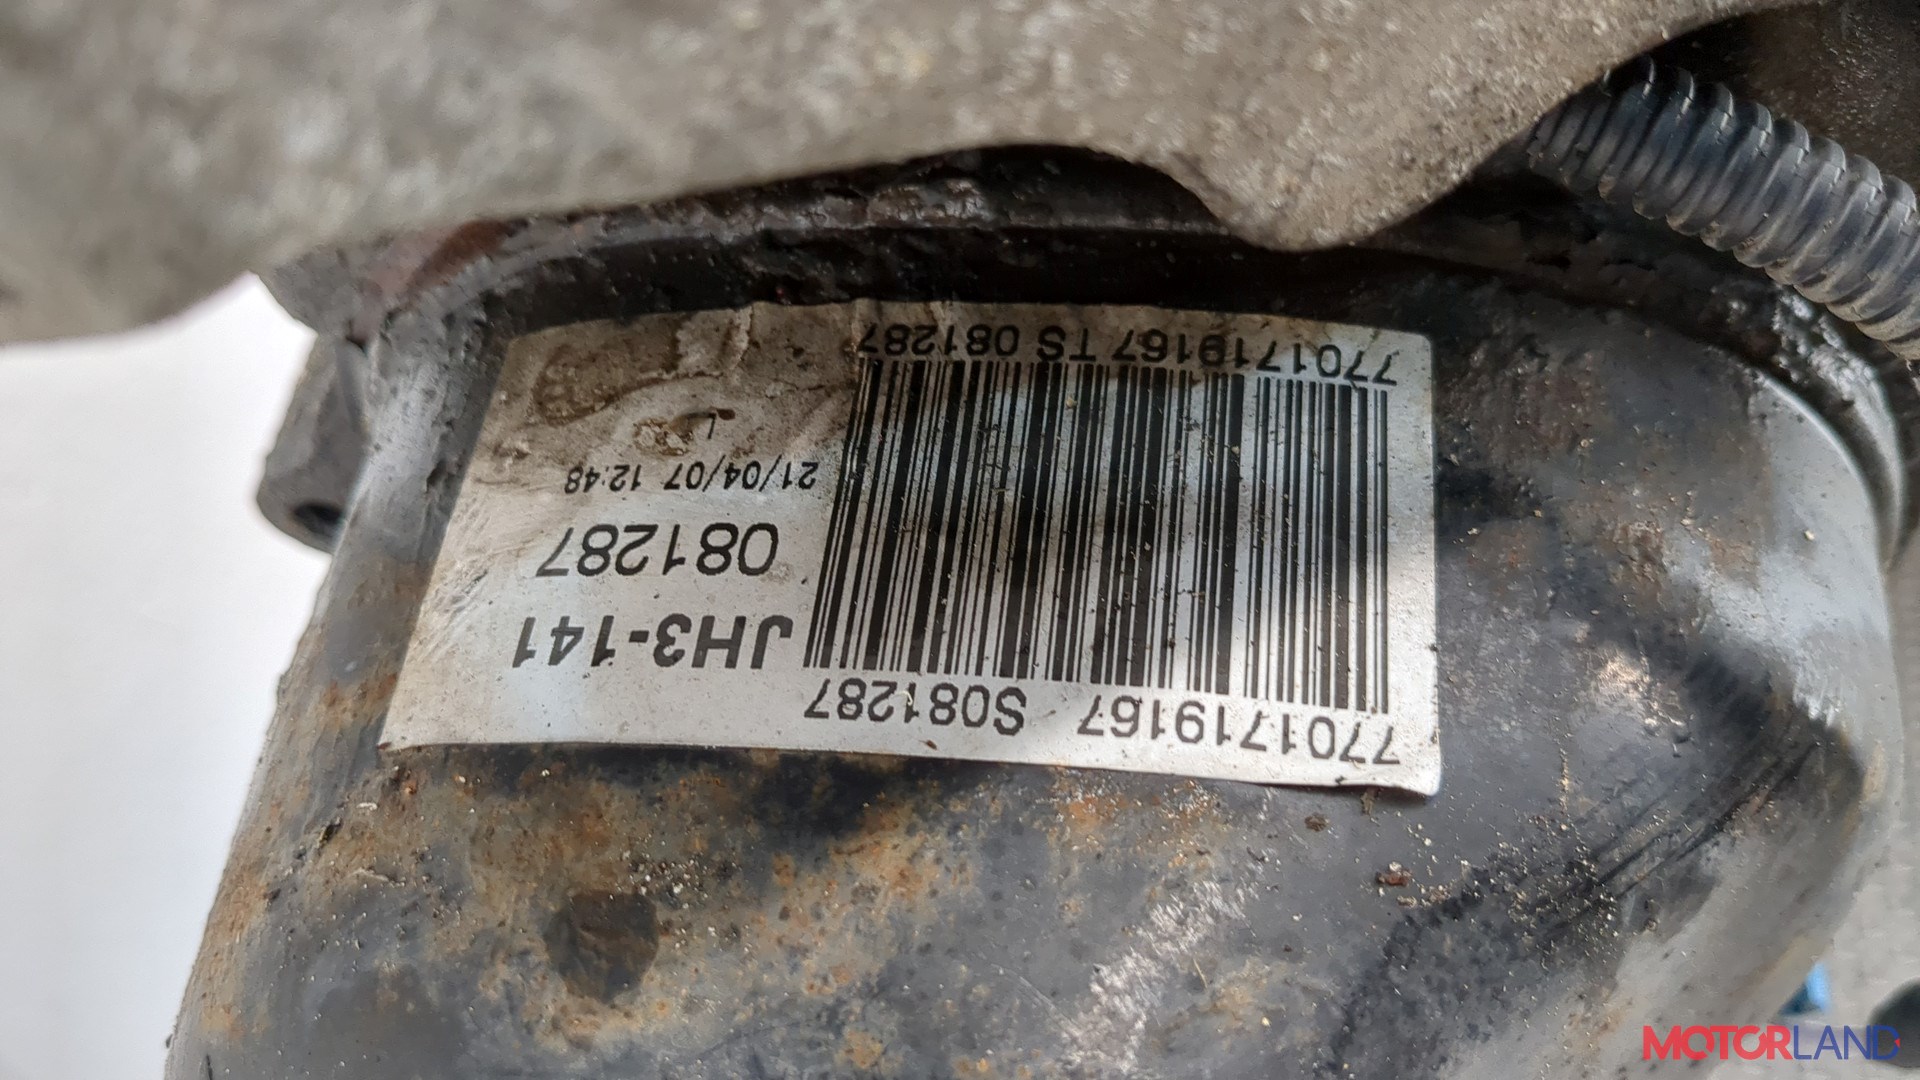 7701719167 S081287
JH3-141
081287
21/04/07 12:48
7701719167 TS 081287
MOTORLAND